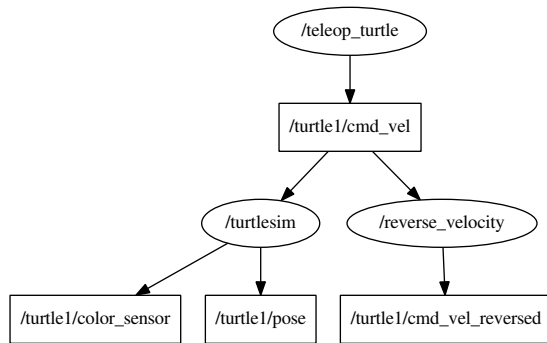 /teleop_turtle
/turtle1/cmd_vel
/turtlesim
/reverse_velocity
/turtle1/color_sensor
/turtle1/pose
/turtle1/cmd_vel_reversed